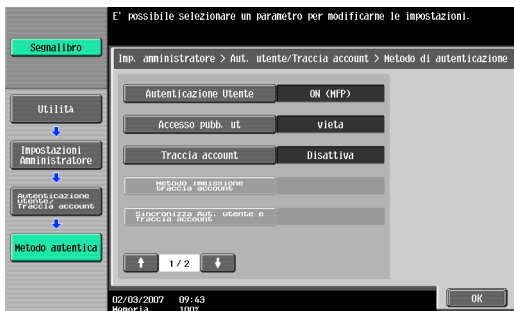 E' possibile selezionare un parametro per modificarne le impostazioni.
Segnalibro
Imp. amministratore > Aut. utente/Traccia account > Metodo di autenticazione
Autenticazione Utente
ON (MFP)
Utilità
Accesso pubb. ut
vieta
Impostazioni
Amministratore
Traccia account
Disattiva
Metodo immissione
traccia account
Autenticazione
utente/
Traccia account
Sincronizza Aut. utente e
Traccia account
Metodo autentica
1/2
02/03/2007 09:43
Memoria 100%
OK